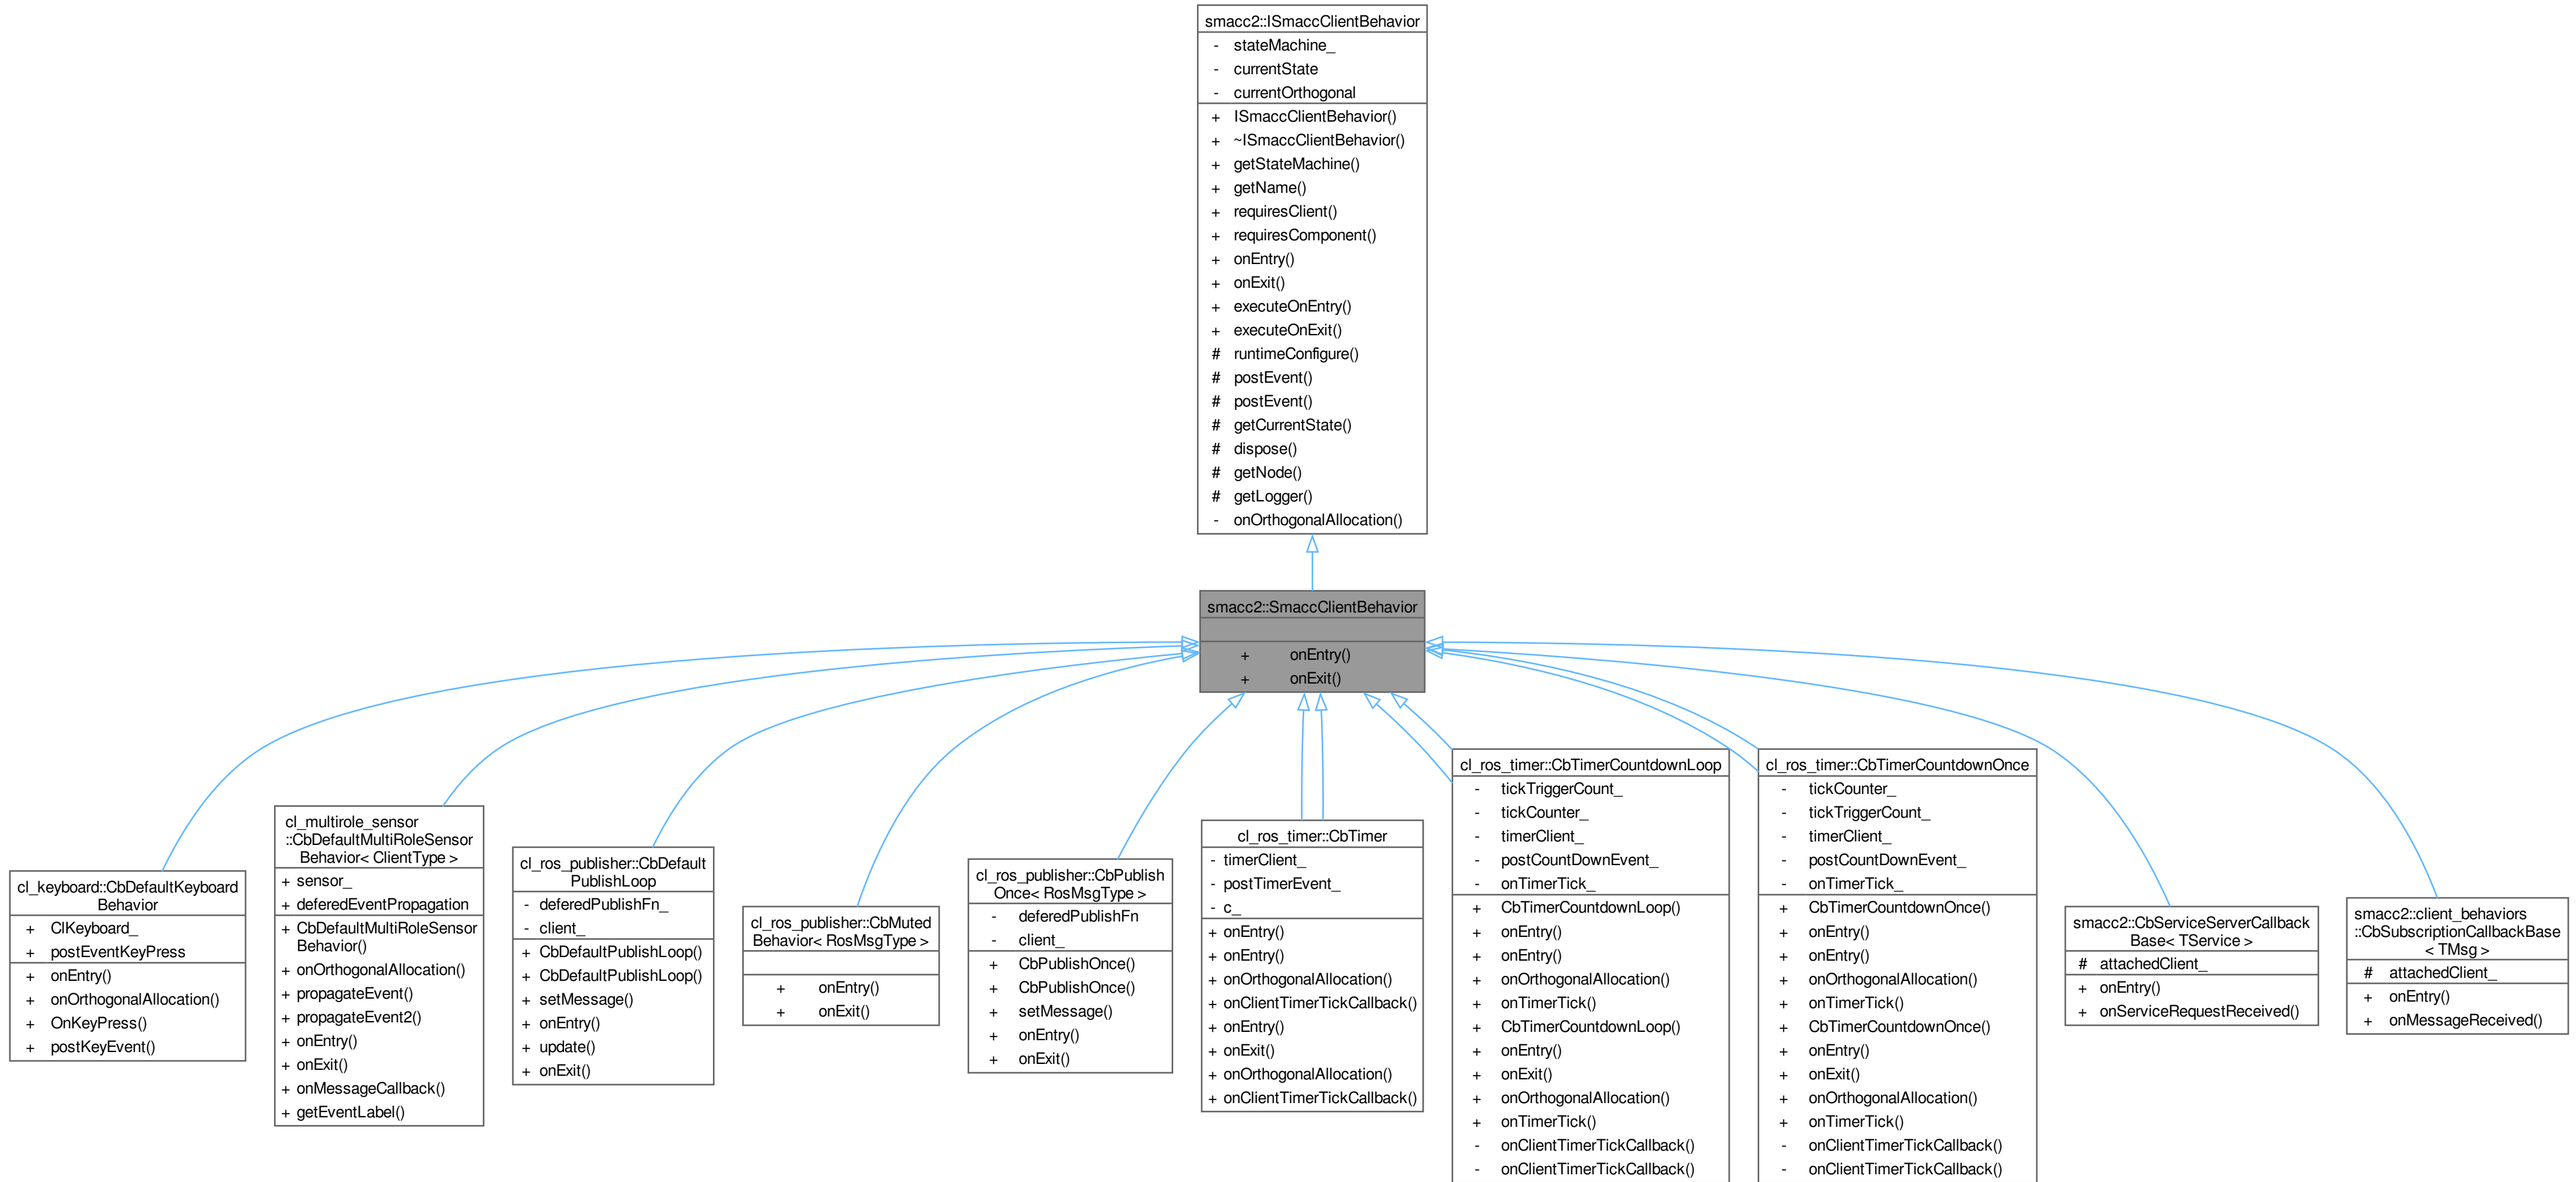 smacc2::ISmaccClientBehavior
- stateMachine_
- currentState
- currentOrthogonal
+ ISmaccClientBehavior()
+ ~ISmaccClientBehavior()
+ getStateMachine()
+ getName()
+ requiresClient()
+ requiresComponent()
+ onEntry()
+ onExit()
+ executeOnEntry()
+ executeOnExit()
# runtimeConfigure()
# postEvent()
# postEvent()
# getCurrentState()
# dispose()
# getNode()
# getLogger()
- onOrthogonalAllocation()
smacc2::SmaccClientBehavior
+ onEntry()
+ onExit()
cl_keyboard::CbDefaultKeyboard
Behavior
+ ClKeyboard_
+ postEventKeyPress
+ onEntry()
+ onOrthogonalAllocation()
+ OnKeyPress()
+ postKeyEvent()
cl_multirole_sensor
::CbDefaultMultiRoleSensor
Behavior< ClientType >
+ sensor_
+ deferedEventPropagation
+ CbDefaultMultiRoleSensor
Behavior()
+ onOrthogonalAllocation()
+ propagateEvent()
+ propagateEvent2()
+ onEntry()
+ onExit()
+ onMessageCallback()
+ getEventLabel()
cl_ros_publisher::CbDefault
PublishLoop
- deferedPublishFn_
- client_
+ CbDefaultPublishLoop()
+ CbDefaultPublishLoop()
+ setMessage()
+ onEntry()
+ update()
+ onExit()
cl_ros_publisher::CbMuted
Behavior< RosMsgType >
+ onEntry()
+ onExit()
cl_ros_publisher::CbPublish
Once< RosMsgType >
- deferedPublishFn
- client_
+ CbPublishOnce()
+ CbPublishOnce()
+ setMessage()
+ onEntry()
+ onExit()
cl_ros_timer::CbTimer
- timerClient_
- postTimerEvent_
- c_
+ onEntry()
+ onEntry()
+ onOrthogonalAllocation()
+ onClientTimerTickCallback()
+ onEntry()
+ onExit()
+ onOrthogonalAllocation()
+ onClientTimerTickCallback()
cl_ros_timer::CbTimerCountdownLoop
- tickTriggerCount_
- tickCounter_
- timerClient_
- postCountDownEvent_
- onTimerTick_
+ CbTimerCountdownLoop()
+ onEntry()
+ onEntry()
+ onOrthogonalAllocation()
+ onTimerTick()
+ CbTimerCountdownLoop()
+ onEntry()
+ onExit()
+ onOrthogonalAllocation()
+ onTimerTick()
- onClientTimerTickCallback()
- onClientTimerTickCallback()
cl_ros_timer::CbTimerCountdownOnce
- tickCounter_
- tickTriggerCount_
- timerClient_
- postCountDownEvent_
- onTimerTick_
+ CbTimerCountdownOnce()
+ onEntry()
+ onEntry()
+ onOrthogonalAllocation()
+ onTimerTick()
+ CbTimerCountdownOnce()
+ onEntry()
+ onExit()
+ onOrthogonalAllocation()
+ onTimerTick()
- onClientTimerTickCallback()
- onClientTimerTickCallback()
smacc2::CbServiceServerCallback
Base< TService >
# attachedClient_
+ onEntry()
+ onServiceRequestReceived()
smacc2::client_behaviors
::CbSubscriptionCallbackBase
< TMsg >
# attachedClient_
+ onEntry()
+ onMessageReceived()